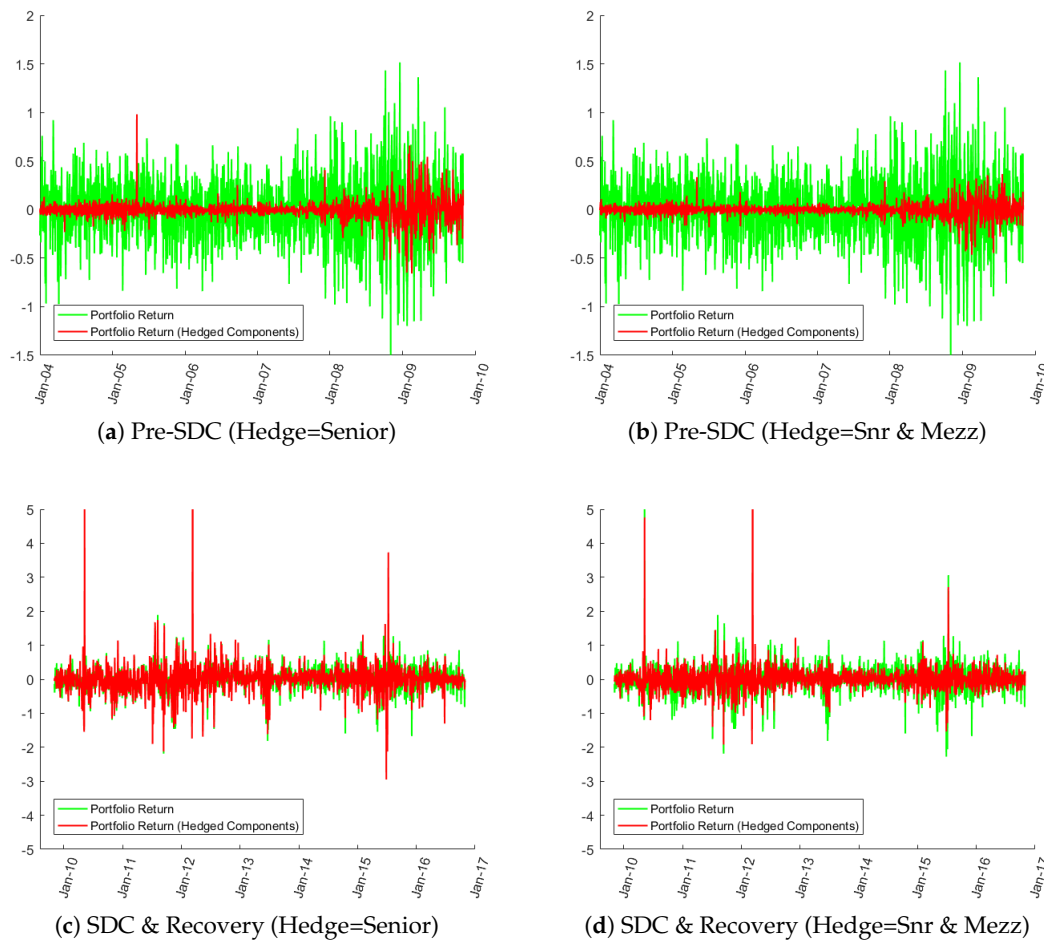 2
1.5
1
0.5
0
-0.5
-1
-1.5
Portfolio Return
Portfolio Return (Hedged Components)
Jan-04
Jan-05
Jan-06
Jan-07
Jan-08
Jan-09
Jan-10
(a) Pre-SDC (Hedge=Senior)
2
1.5
1
0.5
0
-0.5
-1
-1.5
Portfolio Return
Portfolio Return (Hedged Components)
Jan-04
Jan-05
Jan-06
Jan-07
Jan-08
Jan-09
Jan-10
(b) Pre-SDC (Hedge=Snr & Mezz)
5
4
3
2
1
0
-1
-2
-3
-4
-5
Portfolio Return
Portfolio Return (Hedged Components)
Jan-10
Jan-11
Jan-12
Jan-13
Jan-14
Jan-15
Jan-16
Jan-17
(c) SDC & Recovery (Hedge=Senior)
5
4
3
2
1
0
-1
-2
-3
-4
-5
Portfolio Return
Portfolio Return (Hedged Components)
Jan-10
Jan-11
Jan-12
Jan-13
Jan-14
Jan-15
Jan-16
Jan-17
(d) SDC & Recovery (Hedge=Snr & Mezz)